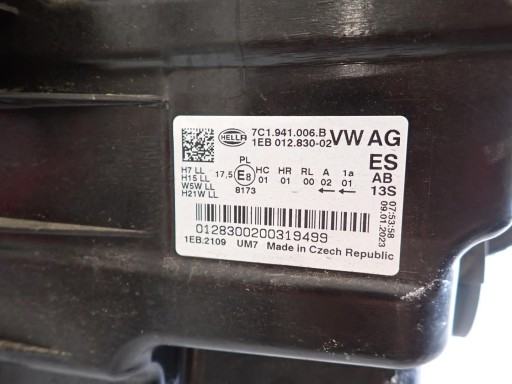 HELLA
7C1.941.006.B
1EB 012.830-02
VW AG
ES
AB
13S
H7 LL
H15 LL
W5W LL
H21W LL
17,5
PL
E8
8173
HC HR RL A 1a
01 01 00 02 01
←←
07:53:58
09.01.2023
0128300200319499
1EB.2109 UM7 Made in Czech Republic